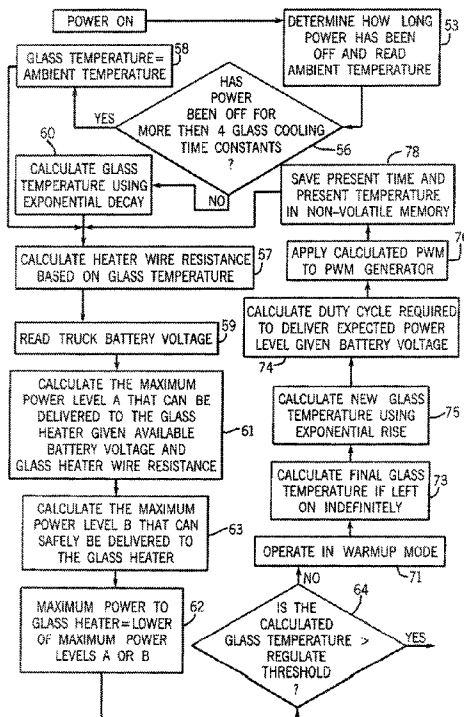 POWER ON
DETERMINE HOW LONG
POWER HAS BEEN
OFF AND READ
AMBIENT TEMPERATURE
53
58
GLASS TEMPERATURE=
AMBIENT TEMPERATURE
HAS
POWER
BEEN OFF FOR
MORE THEN 4 GLASS COOLING
TIME CONSTANTS
?
YES
NO
56
60
CALCULATE GLASS
TEMPERATURE USING
EXPONENTIAL DECAY
CALCULATE HEATER WIRE RESISTANCE
BASED ON GLASS TEMPERATURE
57
READ TRUCK BATTERY VOLTAGE
59
CALCULATE THE MAXIMUM
POWER LEVEL A THAT CAN BE
DELIVERED TO THE GLASS
HEATER GIVEN AVAILABLE
BATTERY VOLTAGE AND
GLASS HEATER WIRE RESISTANCE
61
CALCULATE THE MAXIMUM
POWER LEVEL B THAT CAN
SAFELY BE DELIVERED TO
THE GLASS HEATER
63
MAXIMUM POWER TO
GLASS HEATER=LOWER
OF MAXIMUM POWER
LEVELS A OR B
62
IS THE
CALCULATED
GLASS TEMPERATURE >
REGULATE
THRESHOLD
?
64
YES
NO
OPERATE IN WARMUP MODE
71
CALCULATE FINAL GLASS
TEMPERATURE IF LEFT
ON INDEFINITELY
73
CALCULATE NEW GLASS
TEMPERATURE USING
EXPONENTIAL RISE
75
CALCULATE DUTY CYCLE REQUIRED
TO DELIVER EXPECTED POWER
LEVEL GIVEN BATTERY VOLTAGE
74
APPLY CALCULATED PWM
TO PWM GENERATOR
76
SAVE PRESENT TIME AND
PRESENT TEMPERATURE
IN NON-VOLATILE MEMORY
78